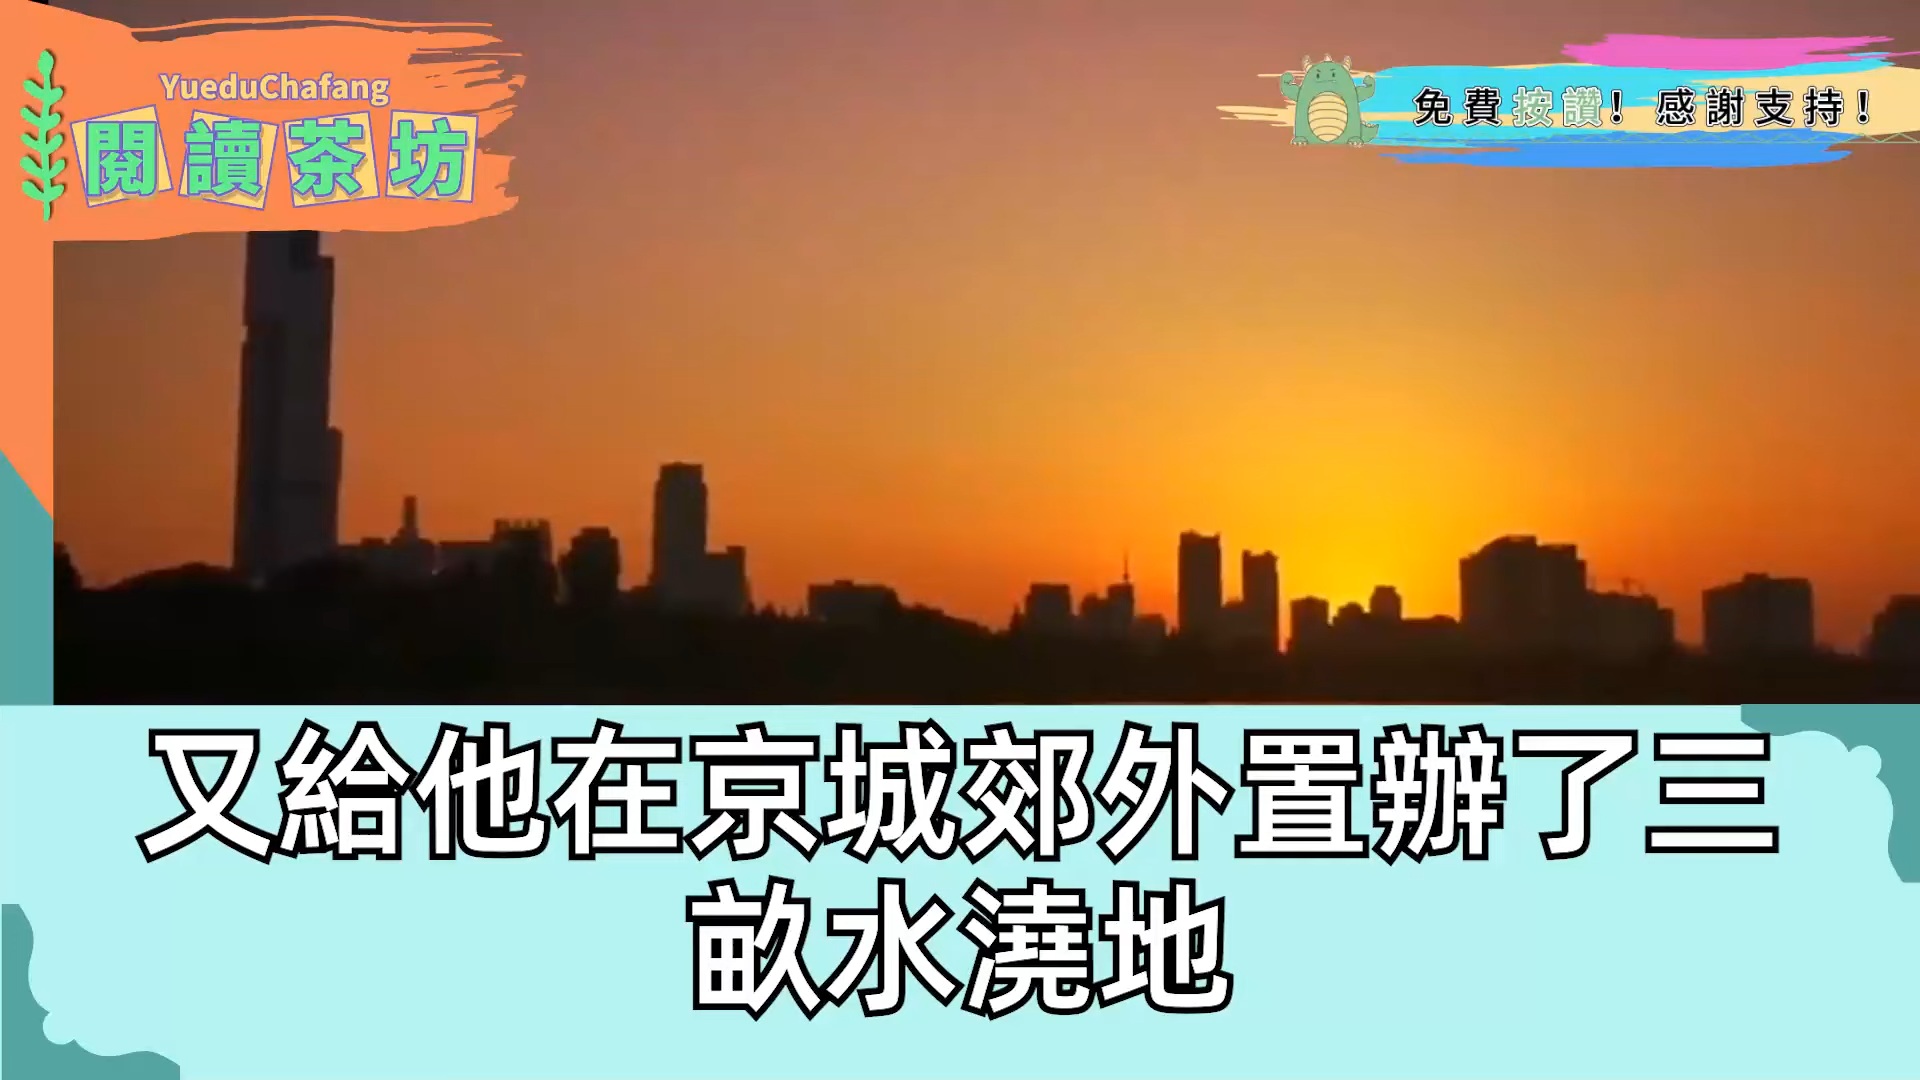 YueduChafang
閱讀茶坊
免費按讚！感謝支持！
又給他在京城郊外置辦了三
畝水澆地